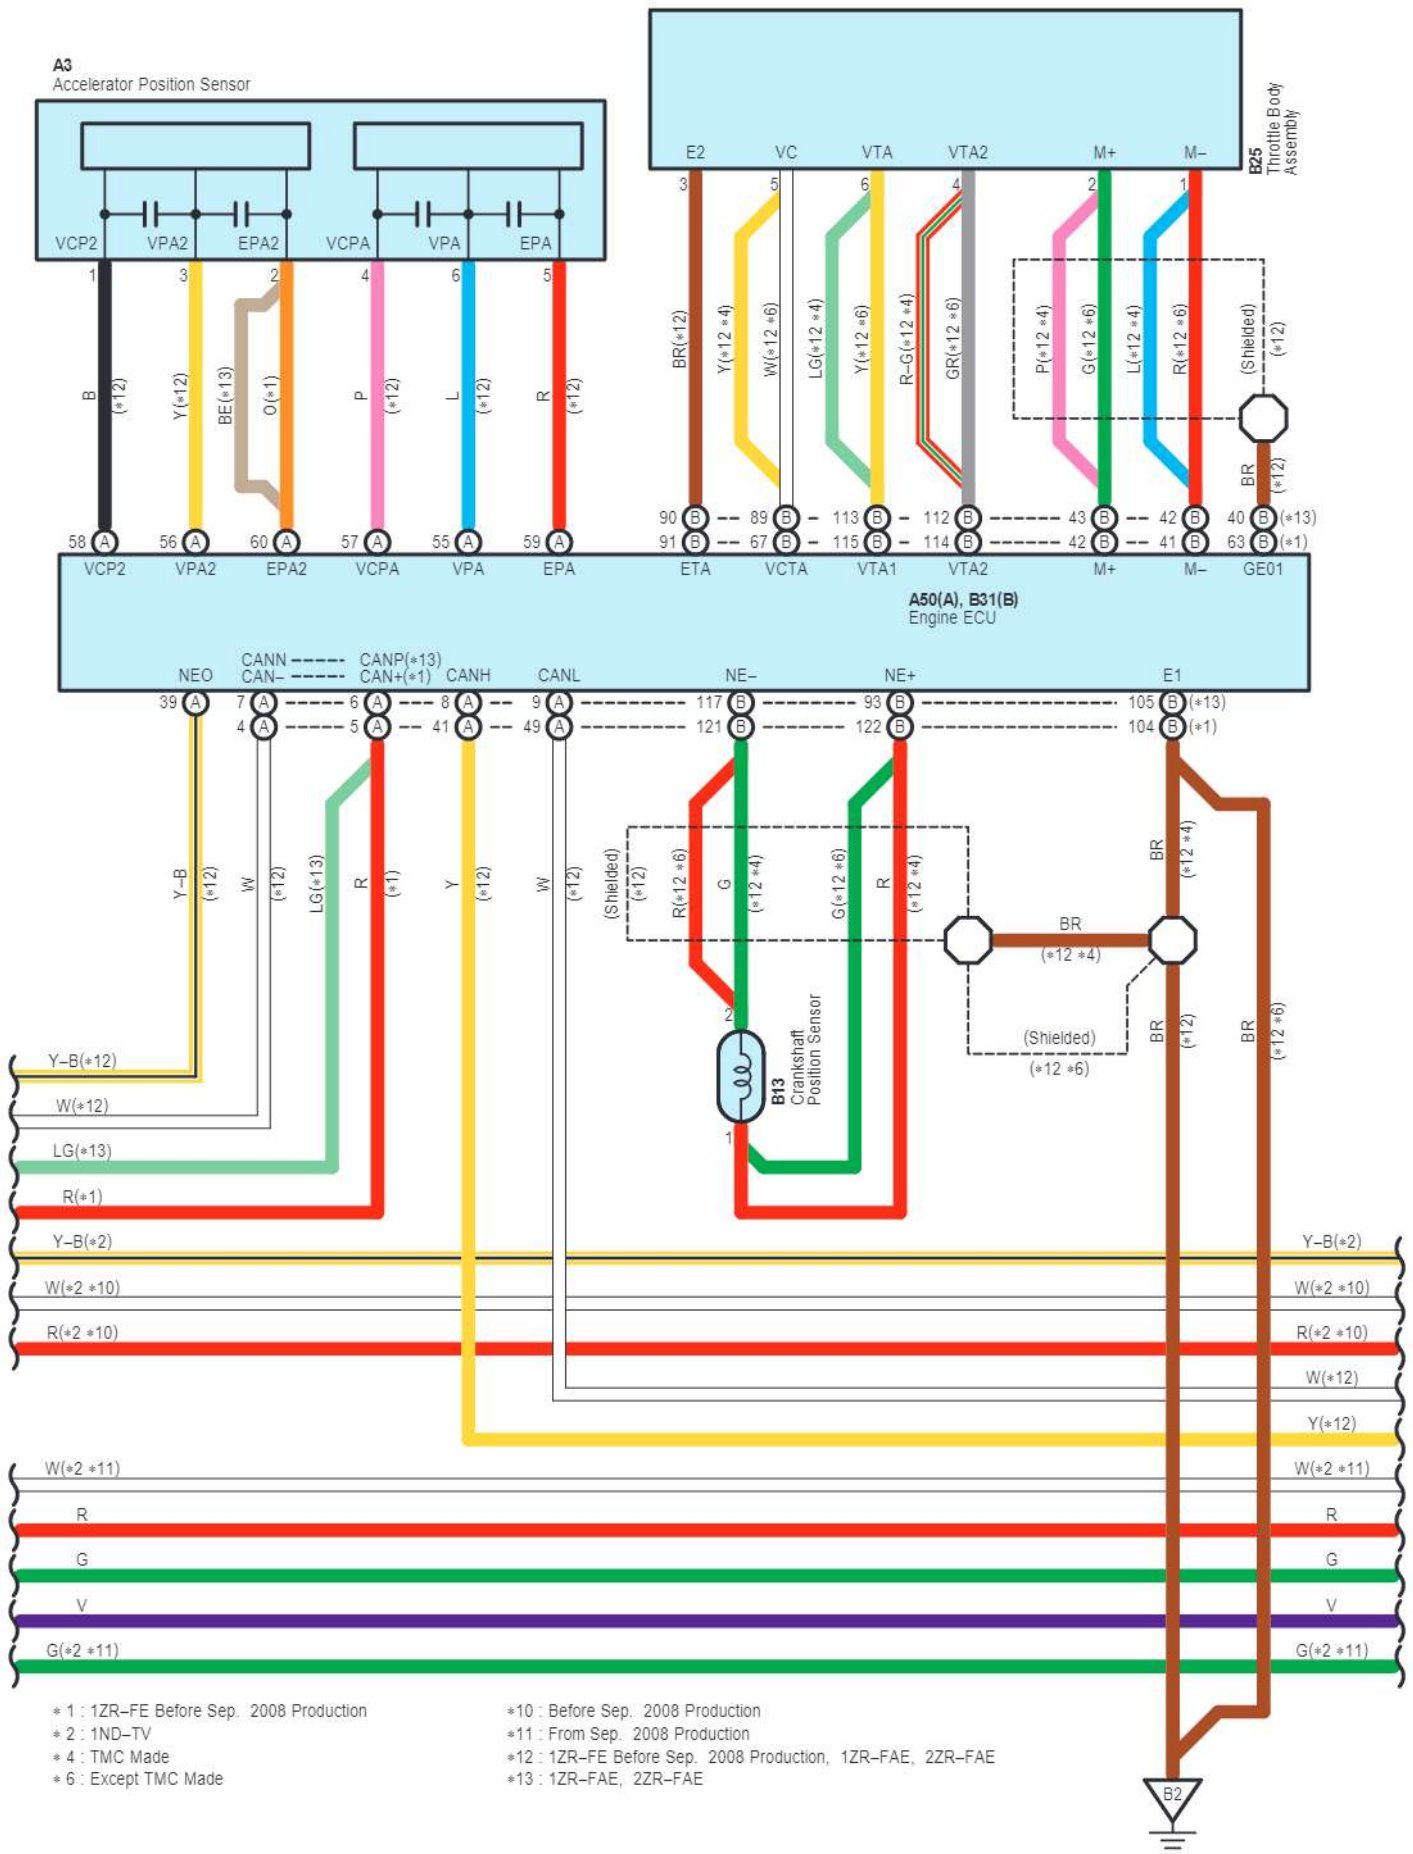 A3
Accelerator Position Sensor
VCP2 VPA2 EPA2 VCPA VPA EPA
1 3 2 4 6 5
B
(*12)
Y(*12)
BE(*13)
O(*1)
P
(*12)
L
(*12)
R
(*12)
E2 VC VTA VTA2 M+ M–
B25
Throttle Body
Assembly
3 5 6 4 2 1
BR(*12)
Y(*12 *4)
W(*12 *6)
LG(*12 *4)
Y(*12 *6)
R–G(*12 *4)
GR(*12 *6)
P(*12 *4)
G(*12 *6)
L(*12 *4)
R(*12 *6)
(Shielded)
(*12)
BR
(*12)
90 B 89 B 113 B 112 B 43 B 42 B 40 B (*13)
58 A 56 A 60 A 57 A 55 A 59 A 91 B 67 B 115 B 114 B 42 B 41 B 63 B (*1)
VCP2 VPA2 EPA2 VCPA VPA EPA ETA VCTA VTA1 VTA2 M+ M– GE01
A50(A), B31(B)
Engine ECU
CANN CANP(*13)
NEO CAN– CAN+(*1) CANH CANL NE– NE+ E1
39 A 7 A 6 A 8 A 9 A 117 B 93 B 105 B (*13)
4 A 5 A 41 A 49 A 121 B 122 B 104 B (*1)
Y–B
(*12)
W
(*12)
LG(*13)
R
(*1)
Y
(*12)
W
(*12)
(Shielded)
(*12)
R(*12 *6)
G
(*12 *4)
G(*12 *6)
R
(*12 *4)
BR
(*12 *4)
BR
(*12 *4)
(Shielded)
(*12 *6)
BR
(*12)
BR
(*12 *6)
2
1
B13
Crankshaft
Position Sensor
Y–B(*12)
W(*12)
LG(*13)
R(*1)
Y–B(*2) Y–B(*2)
W(*2 *10) W(*2 *10)
R(*2 *10) R(*2 *10)
W(*12)
Y(*12)
W(*2 *11) W(*2 *11)
R R
G G
V V
G(*2 *11) G(*2 *11)
* 1 : 1ZR–FE Before Sep. 2008 Production
* 2 : 1ND–TV
* 4 : TMC Made
* 6 : Except TMC Made
*10 : Before Sep. 2008 Production
*11 : From Sep. 2008 Production
*12 : 1ZR–FE Before Sep. 2008 Production, 1ZR–FAE, 2ZR–FAE
*13 : 1ZR–FAE, 2ZR–FAE
B2